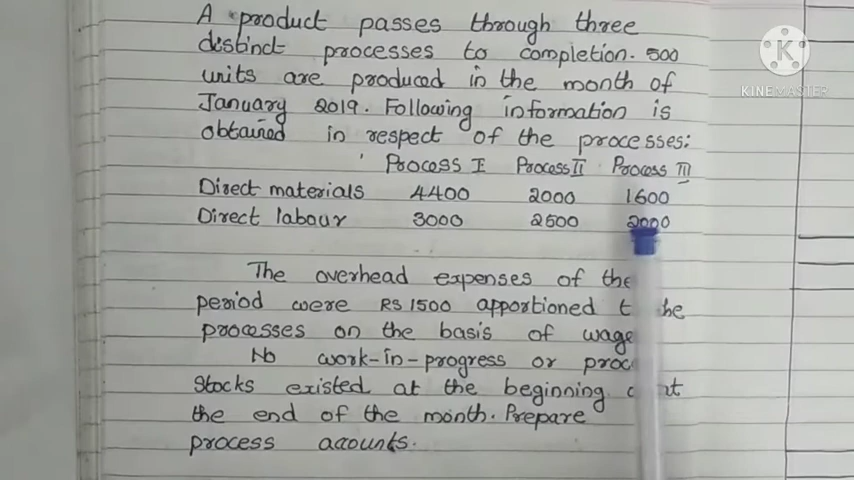 A product passes through three
distinct processes to completion. 500
units are produced in the month of
January 2019. Following information is
obtained in respect of the processes:
Process I Process II Process III
Direct materials 4400 2000 1600
Direct labour 3000 2500 2000
The overhead expenses of the
period were RS 1500 apportioned the
processes on the basis of wage
No work-in-progress or
stocks existed at the beginning
the end of the month. Prepare
process accounts.
K
KINEMASTER